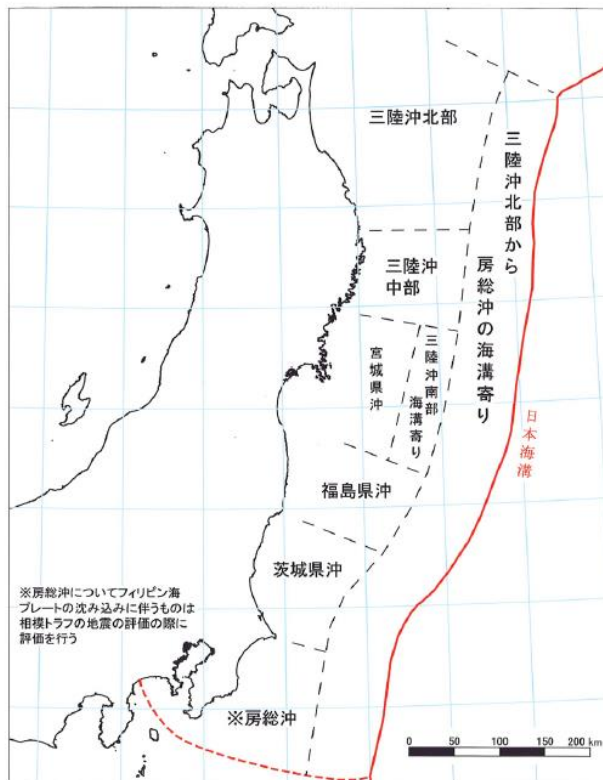 三陸沖北部
三陸沖北部から
房総沖の海溝寄り
三陸沖
中部
宮城県沖
三陸沖南部
海溝寄り
日本海溝
福島県沖
茨城県沖
※房総沖についてフィリピン海
プレートの沈み込みに伴うものは
相模トラフの地震の評価の際に
評価を行う
※房総沖
0 50 100 150 200 km